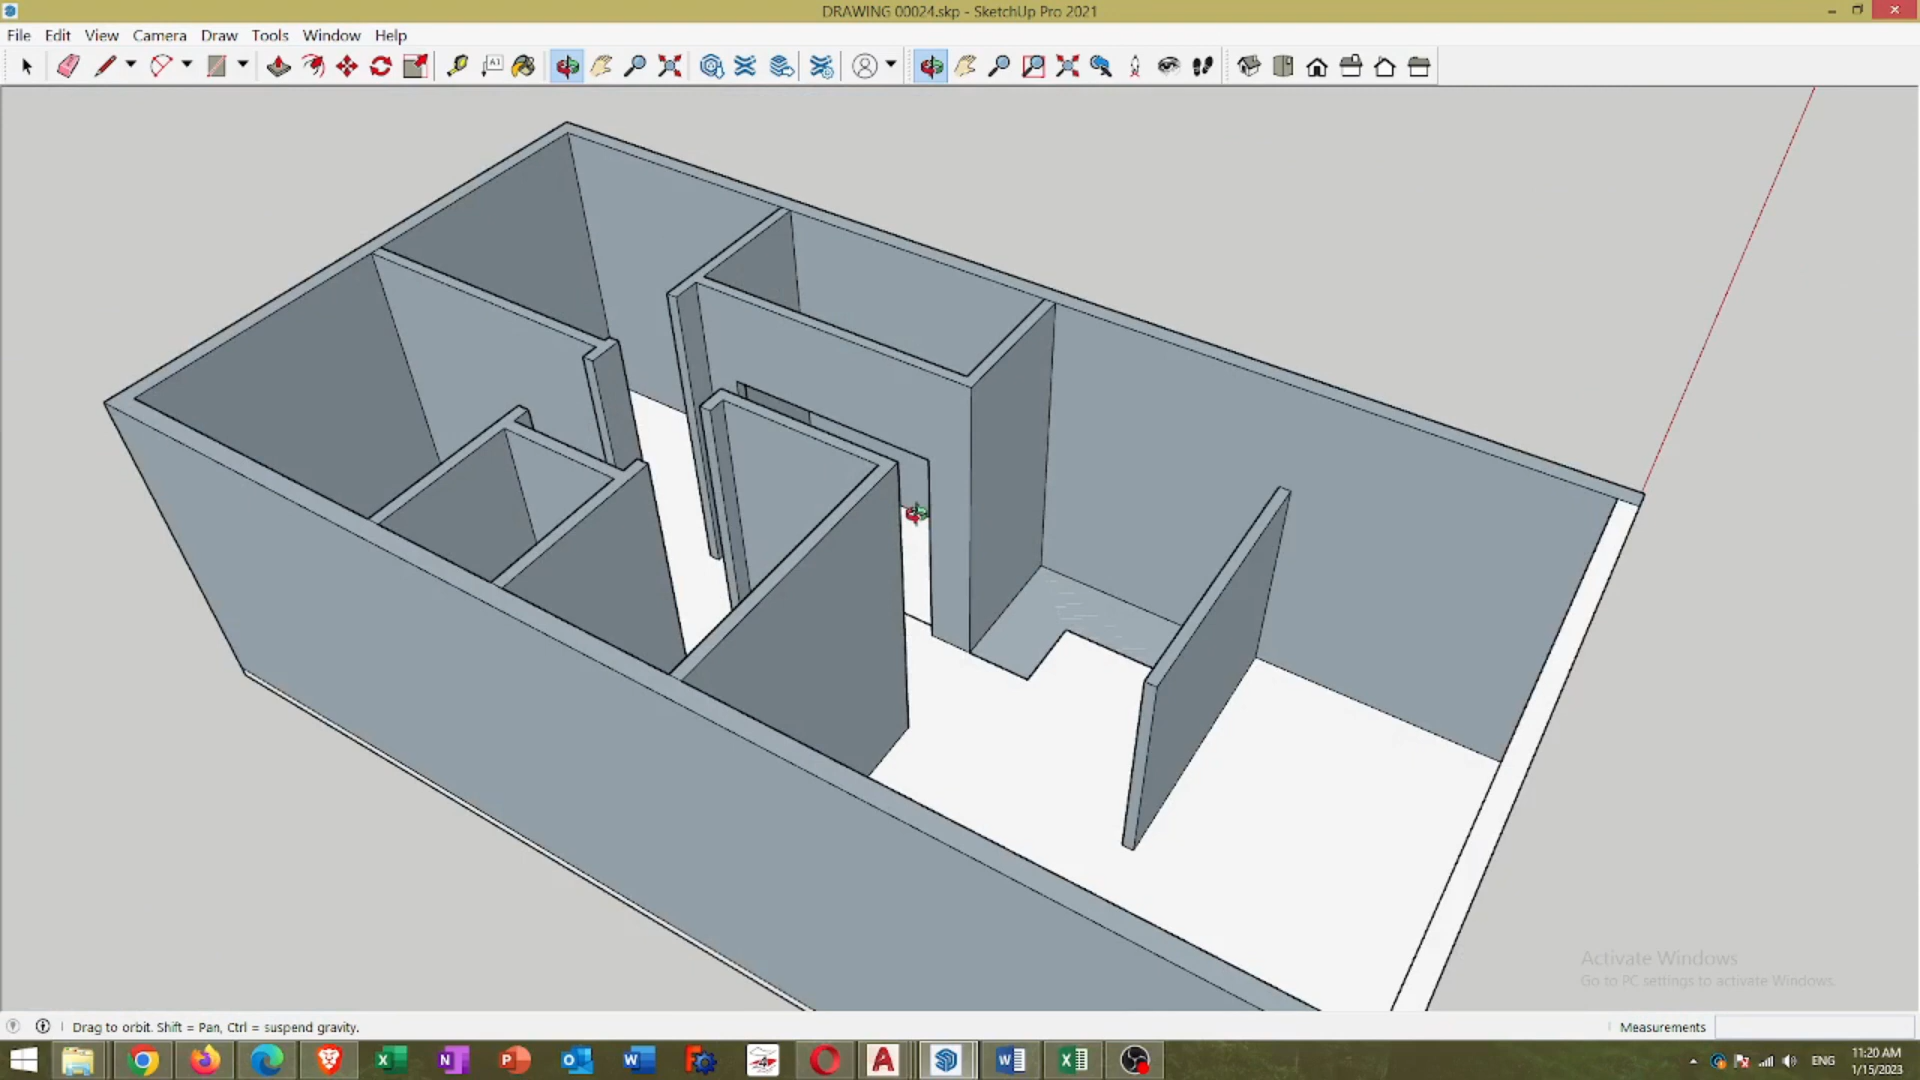 DRAWING 00024.skp - SketchUp Pro 2021
File Edit View Camera Draw Tools Window Help
A1
Activate Windows
Go to PC settings to activate Windows.
Drag to orbit. Shift = Pan, Ctrl = suspend gravity.
Measurements
ENG
11:20 AM
1/15/2023